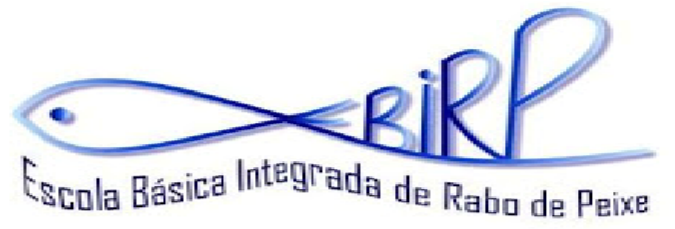 EBIRP
Escola Básica Integrada de Rabo de Peixe